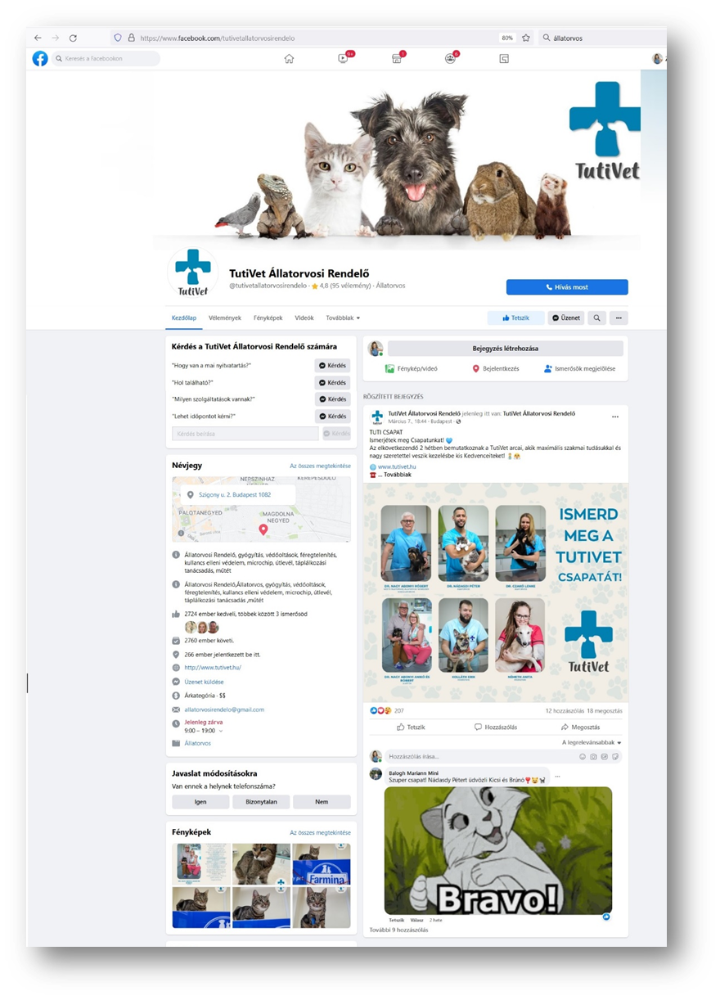 https://www.facebook.com/tutivetallatorvosirendelo
80%
állatorvos
Keresés a Facebookon
9+
1
6
TutiVet
TutiVet
TutiVet Állatorvosi Rendelő
@tutivetallatorvosirendelo · 4,8 (95 vélemény) · Állatorvos
Hívás most
Kezdőlap Vélemények Fényképek Videók Továbbiak
Tetszik Üzenet
Kérdés a TutiVet Állatorvosi Rendelő számára
"Hogy van a mai nyitvatartás?" Kérdés
"Hol található?" Kérdés
"Milyen szolgáltatások vannak?" Kérdés
"Lehet időpontot kérni?" Kérdés
Kérdés beírása Kérdés
Névjegy Az összes megtekintése
NÉPSZÍNHÁZ NEGYED
KEREPESDŰLŐ
Szigony u. 2, Budapest 1082
PALOTANEGYED
MAGDOLNA NEGYED
Állatorvosi Rendelő, gyógyítás, védőoltások, féregtelenítés,
kullancs elleni védelem, microchip, útlevél, táplálkozási
tanácsadás, műtét
Állatorvosi Rendelő,Állatorvos, gyógyítás, védőoltások,
féregtelenítés, kullancs elleni védelem, microchip, útlevél,
táplálkozási tanácsadás ,műtét
2724 ember kedveli, többek között 3 ismerősöd
2760 ember követi.
266 ember jelentkezett be itt.
http://www.tutivet.hu/
Üzenet küldése
Árkategória · $$
allatorvosirendelo@gmail.com
Jelenleg zárva
9:00 – 19:00
Állatorvos
Javaslat módosításokra
Van ennek a helynek telefonszáma?
Igen Bizonytalan Nem
Fényképek Az összes megtekintése
Farmina
Bejegyzés létrehozása
Fénykép/videó Bejelentkezés Ismerősök megjelölése
RÖGZÍTETT BEJEGYZÉS
TutiVet Állatorvosi Rendelő jelenleg itt van: TutiVet Állatorvosi Rendelő
Március 7., 18:44 · Budapest ·
TUTI CSAPAT
Ismerjétek meg Csapatunkat!
Az elkövetkezendő 2 hétben bemutatkoznak a TutiVet arcai, akik maximális szakmai tudásukkal és
nagy szeretettel veszik kezelésbe kis Kedvenceiteket!
www.tutivet.hu
... Továbbiak
ISMERD
MEG A
TUTIVET
CSAPATÁT!
DR. NAGY ABONYI RÓBERT
DR. NÁDASDI PÉTER
DR. CZAKÓ LENKE
DR. NAGY ABONYI ENIKŐ ÉS
RÓBERT
KOLLÁTH ERIK
NÉMETH GRÉTA
TutiVet
207 12 hozzászólás 18 megosztás
Tetszik Hozzászólás Megosztás
A legrelevánsabbak
Hozzászólás írása...
Balogh Mariann Mini
Szuper csapat! Nádasdy Pétert üdvözli Kicsi és Brúnó
Bravo!
Tetszik Válasz 2 hete
További 9 hozzászólás